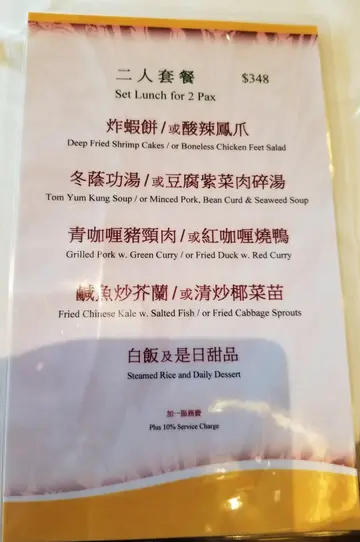 二人套餐 $348
Set Lunch for 2 Pax
炸蝦餅/或酸辣鳳爪
Deep Fried Shrimp Cakes / or Boneless Chicken Feet Salad
冬蔭功湯/或豆腐紫菜肉碎湯
Tom Yum Kung Soup / or Minced Pork, Bean Curd & Seaweed Soup
青咖喱豬頸肉/或紅咖喱燒鴨
Grilled Pork w. Green Curry / or Fried Duck w. Red Curry
鹹魚炒芥蘭/或清炒椰菜苗
Fried Chinese Kale w. Salted Fish / or Fried Cabbage Sprouts
白飯及是日甜品
Steamed Rice and Daily Dessert
加一服務費
Plus 10% Service Charge